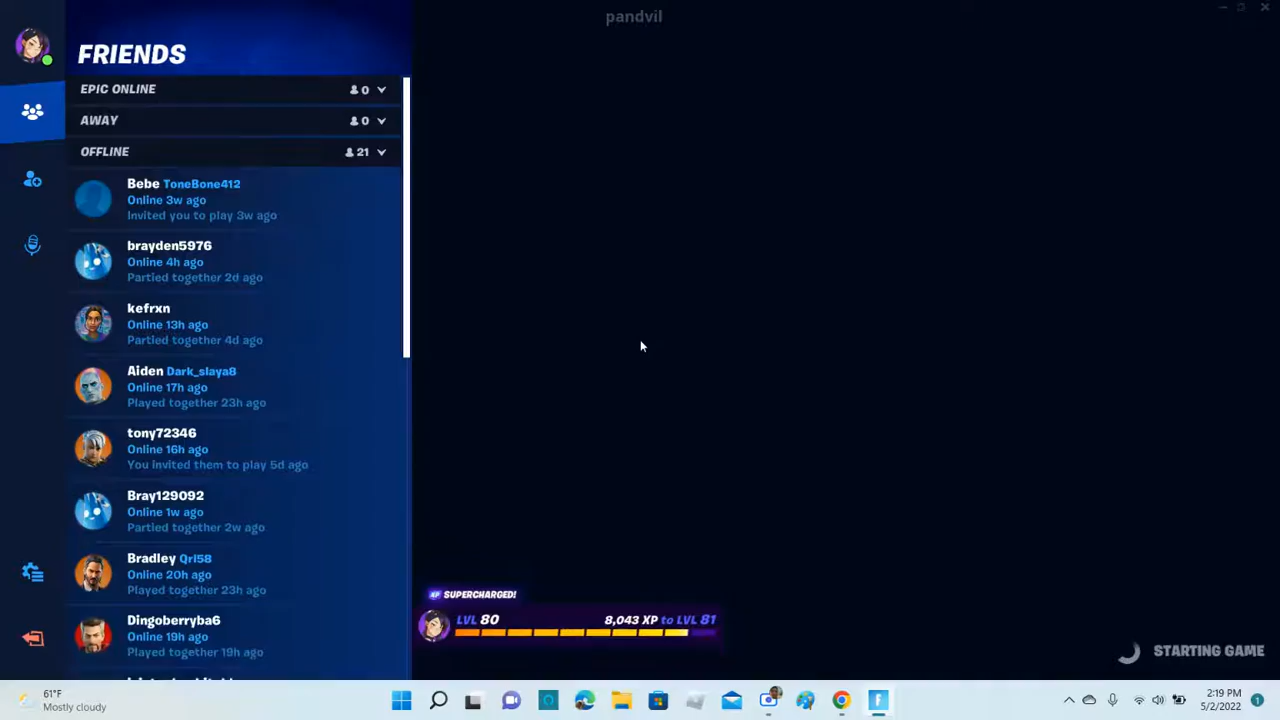 pandvil
FRIENDS
EPIC ONLINE 0
AWAY 0
OFFLINE 21
Bebe ToneBone412
Online 3w ago
Invited you to play 3w ago
brayden5976
Online 4h ago
Partied together 2d ago
kefrxn
Online 13h ago
Partied together 4d ago
Aiden Dark_slaya8
Online 17h ago
Played together 23h ago
tony72346
Online 16h ago
You invited them to play 5d ago
Bray129092
Online 1w ago
Partied together 2w ago
Bradley Qrl58
Online 20h ago
Played together 23h ago
Dingoberryba6
Online 19h ago
Played together 19h ago
XP SUPERCHARGED!
LVL 80 8,043 XP to LVL 81
STARTING GAME
61°F
Mostly cloudy
2:19 PM
5/2/2022
1